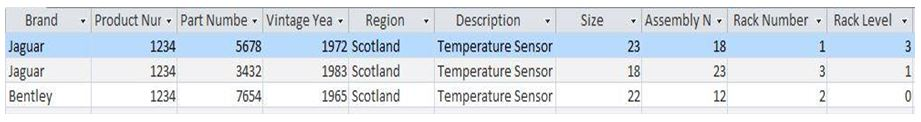 Brand Product Nur Part Numbe Vintage Yea Region Description Size Assembly N Rack Number Rack Level
Jaguar 1234 5678 1972 Scotland Temperature Sensor 23 18 1 3
Jaguar 1234 3432 1983 Scotland Temperature Sensor 18 23 3 1
Bentley 1234 7654 1965 Scotland Temperature Sensor 22 12 2 0